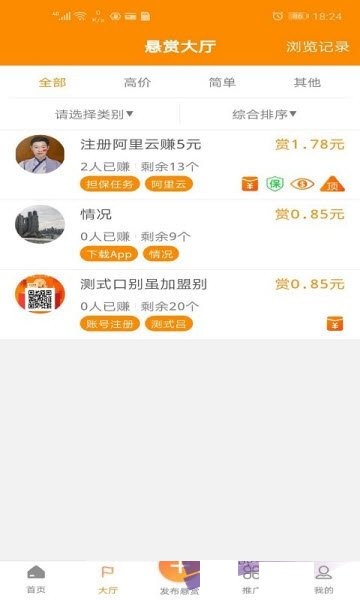 4G 18:24
悬赏大厅 浏览记录
全部 高价 简单 其他
请选择类别▼ 综合排序▼
注册阿里云赚5元 赏1.78元
2人已赚 剩余13个
担保任务 阿里云 保 顶
情况 赏0.85元
0人已赚 剩余9个
下载App 情况
测式口别虽加盟别 赏0.85元
0人已赚 剩余20个
账号注册 测式吕
首页 大厅 发布悬赏 推广 我的